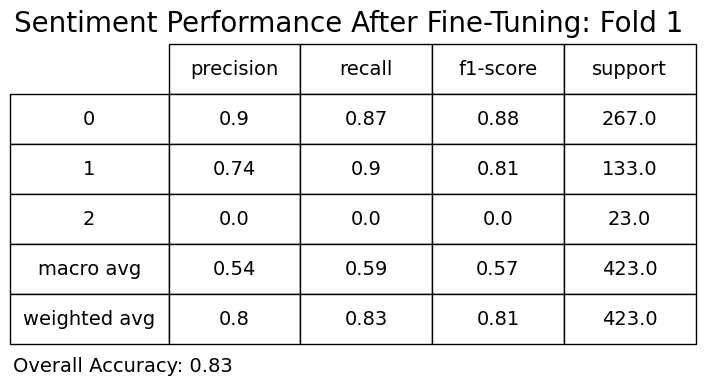 Sentiment Performance After Fine-Tuning: Fold 1
precision recall f1-score support
0 0.9 0.87 0.88 267.0
1 0.74 0.9 0.81 133.0
2 0.0 0.0 0.0 23.0
macro avg 0.54 0.59 0.57 423.0
weighted avg 0.8 0.83 0.81 423.0
Overall Accuracy: 0.83